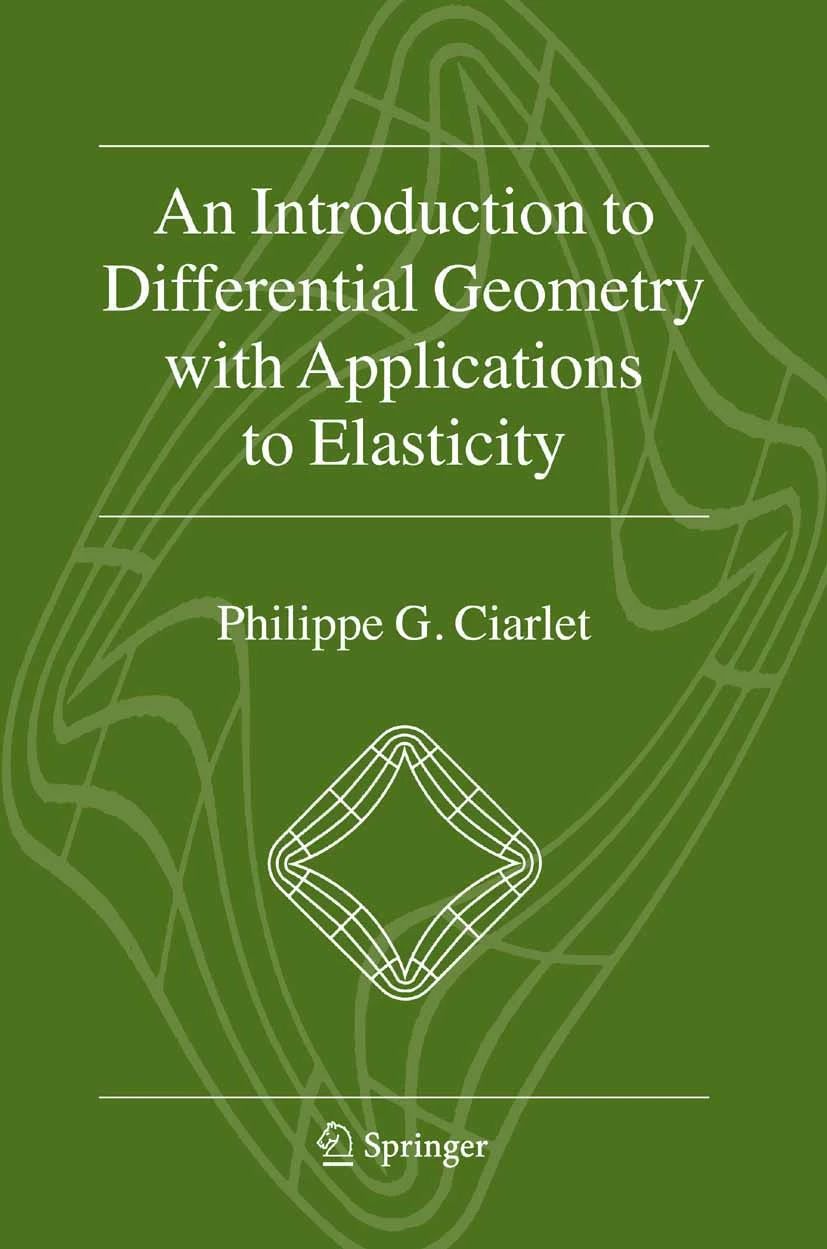 An Introduction to
Differential Geometry
with Applications
to Elasticity
Philippe G. Ciarlet
Springer